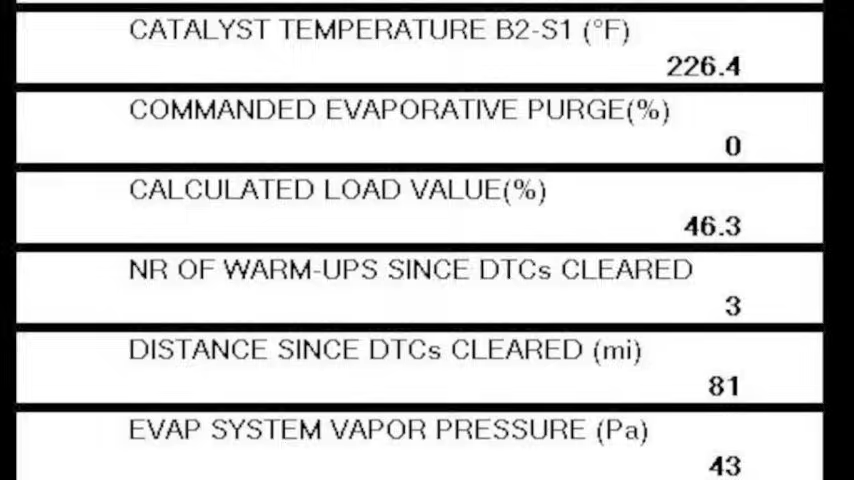 CATALYST TEMPERATURE B2-S1 (°F)
226.4
COMMANDED EVAPORATIVE PURGE(%)
0
CALCULATED LOAD VALUE(%)
46.3
NR OF WARM-UPS SINCE DTCs CLEARED
3
DISTANCE SINCE DTCs CLEARED (mi)
81
EVAP SYSTEM VAPOR PRESSURE (Pa)
43